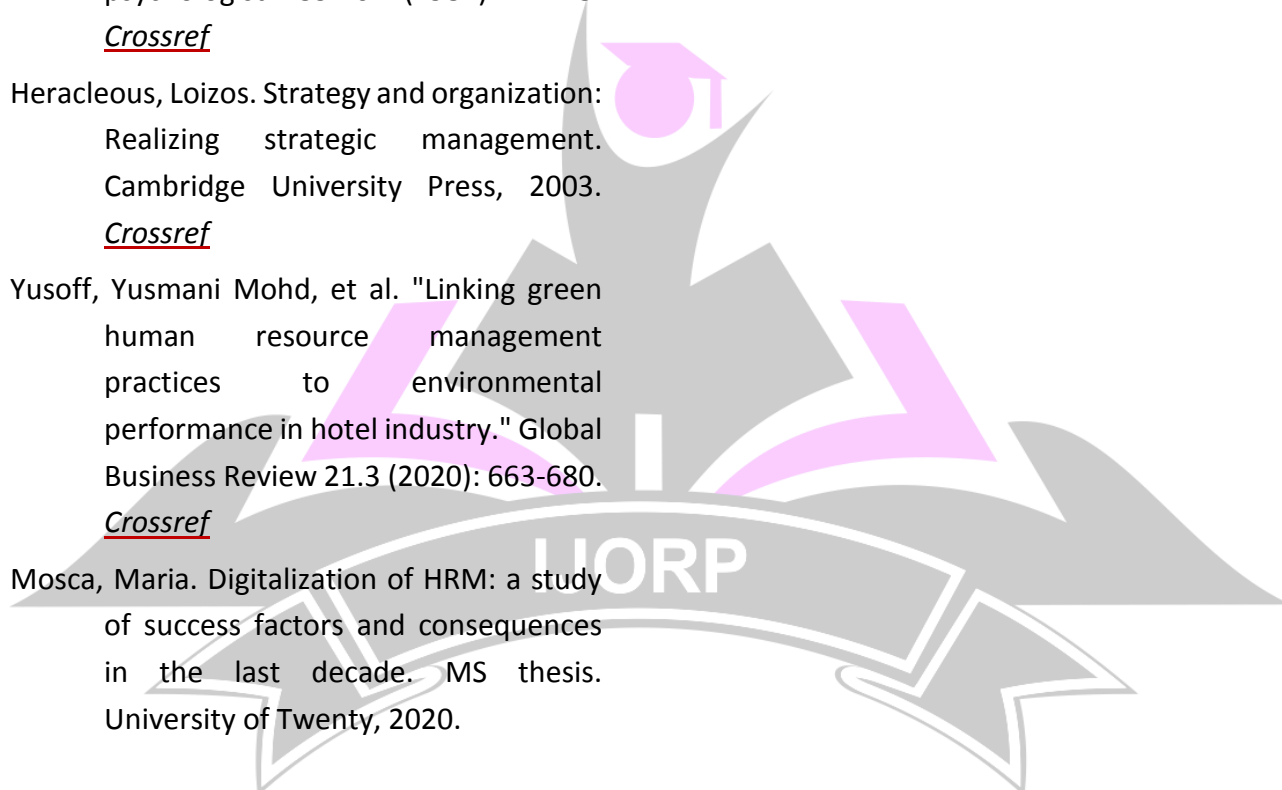 Crossref
Heracleous, Loizos. Strategy and organization:
Realizing strategic management.
Cambridge University Press, 2003.
Crossref
Yusoff, Yusmani Mohd, et al. "Linking green
human resource management
practices to environmental
performance in hotel industry." Global
Business Review 21.3 (2020): 663-680.
Crossref
Mosca, Maria. Digitalization of HRM: a study
of success factors and consequences
in the last decade. MS thesis.
University of Twenty, 2020.
IJORP